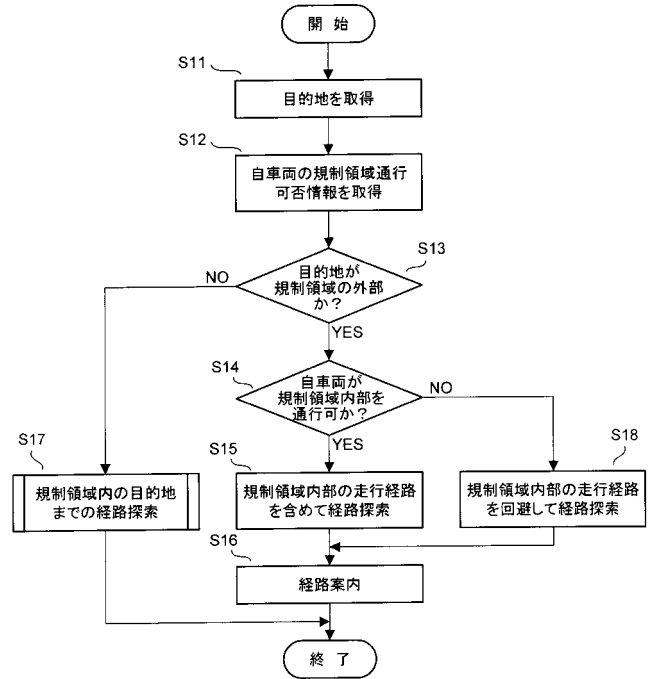 開 始
S11
目的地を取得
S12
自車両の規制領域通行
可否情報を取得
S13
目的地が
規制領域の外部
か？
NO
YES
S14
自車両が
規制領域内部を
通行可か？
NO
YES
S17
規制領域内の目的地
までの経路探索
S15
規制領域内部の走行経路
を含めて経路探索
S18
規制領域内部の走行経路
を回避して経路探索
S16
経路案内
終 了